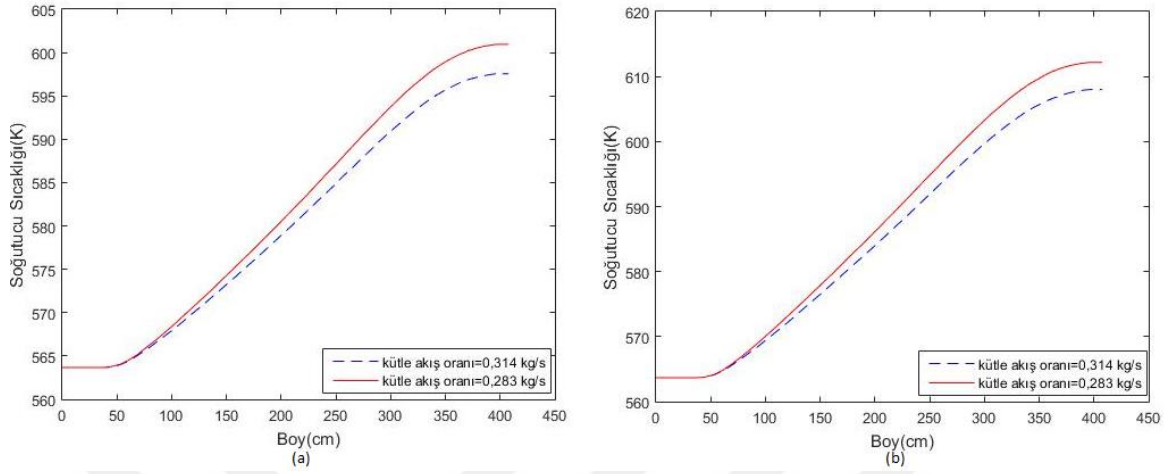 605
600
595
590
585
580
575
570
565
560
Soğutucu Sıcaklığı(K)
0 50 100 150 200 250 300 350 400 450
Boy(cm)
kütle akış oranı=0,314 kg/s
kütle akış oranı=0,283 kg/s
(a)
620
610
600
590
580
570
560
Soğutucu Sıcaklığı(K)
0 50 100 150 200 250 300 350 400 450
Boy(cm)
kütle akış oranı=0,314 kg/s
kütle akış oranı=0,283 kg/s
(b)